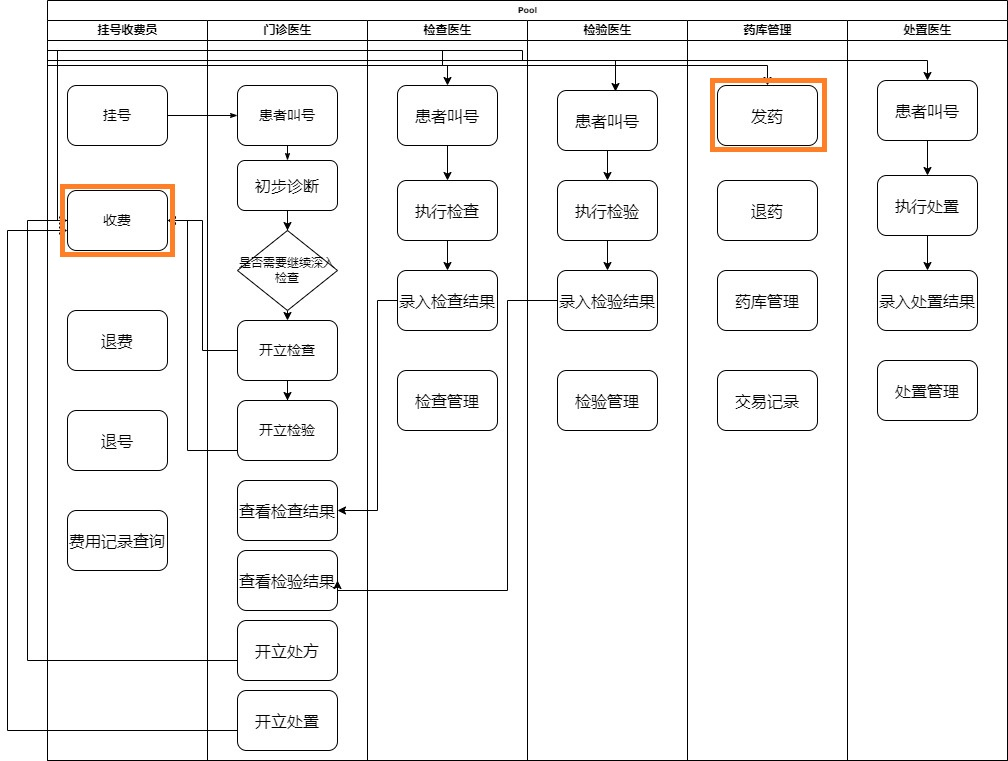 Pool
挂号收费员
门诊医生
检查医生
检验医生
药库管理
处置医生
挂号
收费
退费
退号
费用记录查询
患者叫号
初步诊断
是否需要继续深入
检查
开立检查
开立检验
查看检查结果
查看检验结果
开立处方
开立处置
患者叫号
执行检查
录入检查结果
检查管理
患者叫号
执行检验
录入检验结果
检验管理
发药
退药
药库管理
交易记录
患者叫号
执行处置
录入处置结果
处置管理